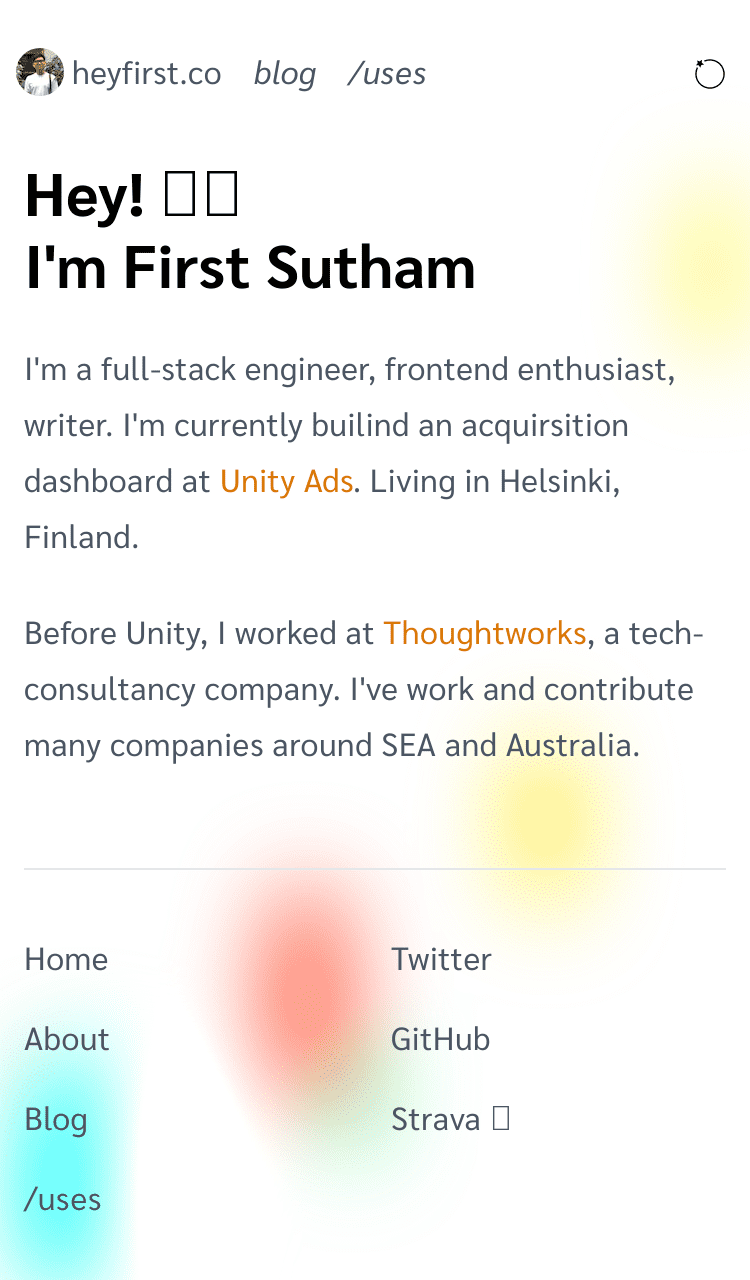 heyfirst.co blog /uses
Hey!
I'm First Sutham
I'm a full-stack engineer, frontend enthusiast,
writer. I'm currently builind an acquirsition
dashboard at Unity Ads. Living in Helsinki,
Finland.
Before Unity, I worked at Thoughtworks, a tech-
consultancy company. I've work and contribute
many companies around SEA and Australia.
Home
About
Blog
/uses
Twitter
GitHub
Strava